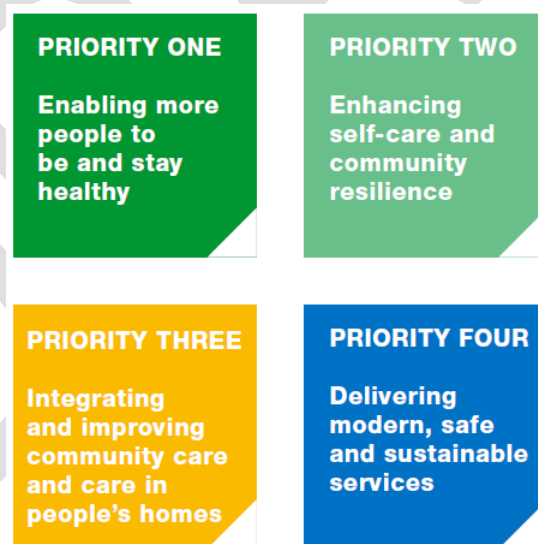 PRIORITY ONE
Enabling more
people to
be and stay
healthy
PRIORITY TWO
Enhancing
self-care and
community
resilience
PRIORITY THREE
Integrating
and improving
community care
and care in
people’s homes
PRIORITY FOUR
Delivering
modern, safe
and sustainable
services